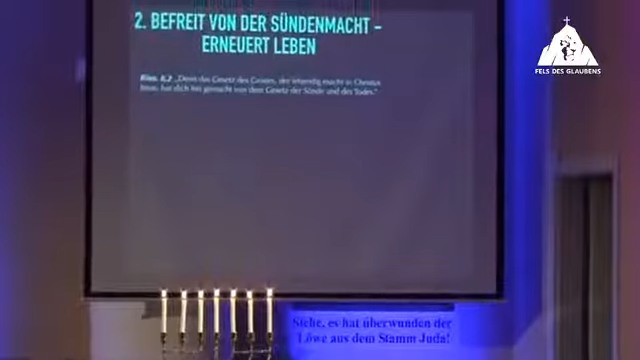 2. BEFREIT VON DER SÜNDENMACHT –
ERNEUERT LEBEN
Röm. 8,2 „Denn das Gesetz des Geistes, der lebendig macht in Christus
Jesus, hat dich frei gemacht von dem Gesetz der Sünde und des Todes."
FELS DES GLAUBENS
Siehe, es hat überwunden der
Löwe aus dem Stamm Juda!